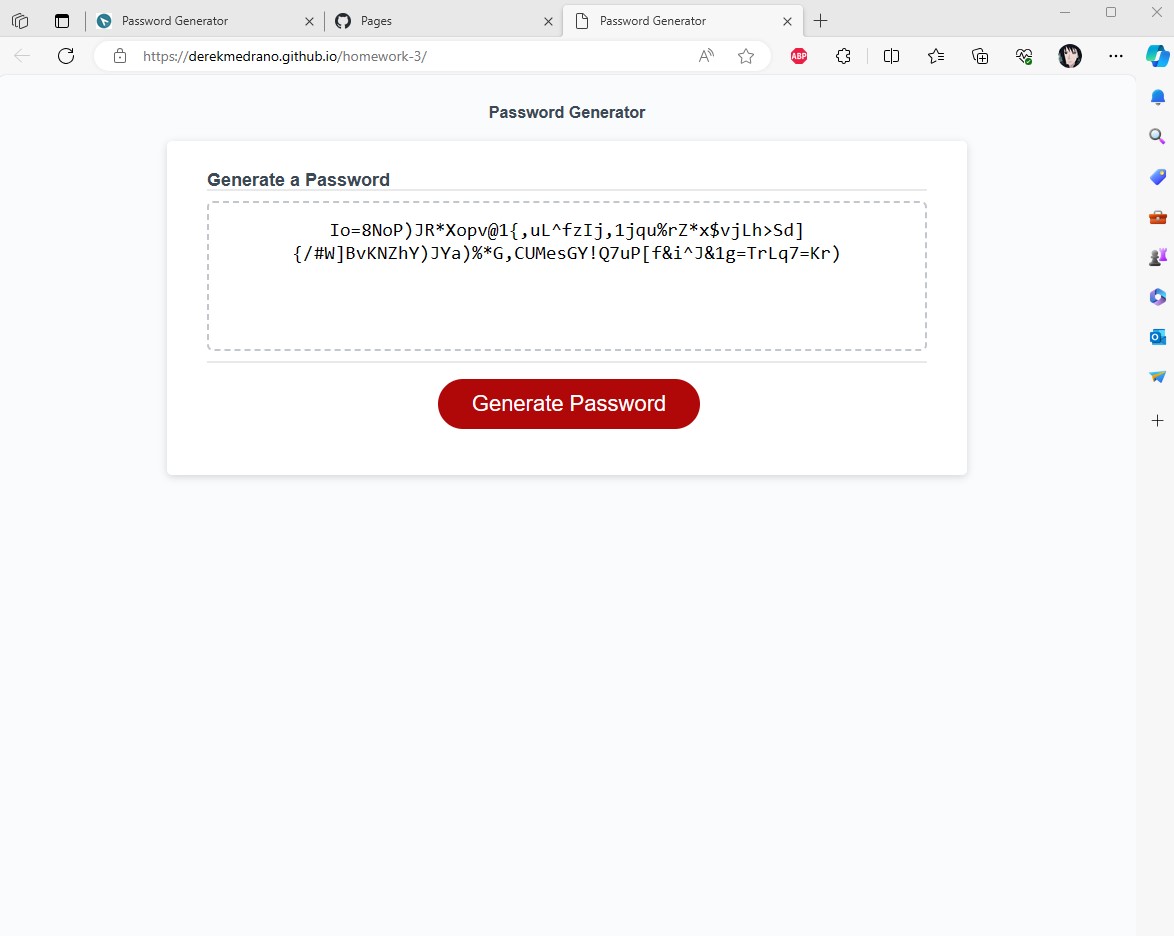 Password Generator
Pages
Password Generator
https://derekmedrano.github.io/homework-3/
ABP
Password Generator
Generate a Password
Io=8NoP)JR*Xopv@1{,uL^fzIj,1jqu%rZ*x$vjLh>Sd]
{/#W]BvKNZhY)JYa)%*G,CUMesGY!Q7uP[f&i^J&1g=TrLq7=Kr)
Generate Password